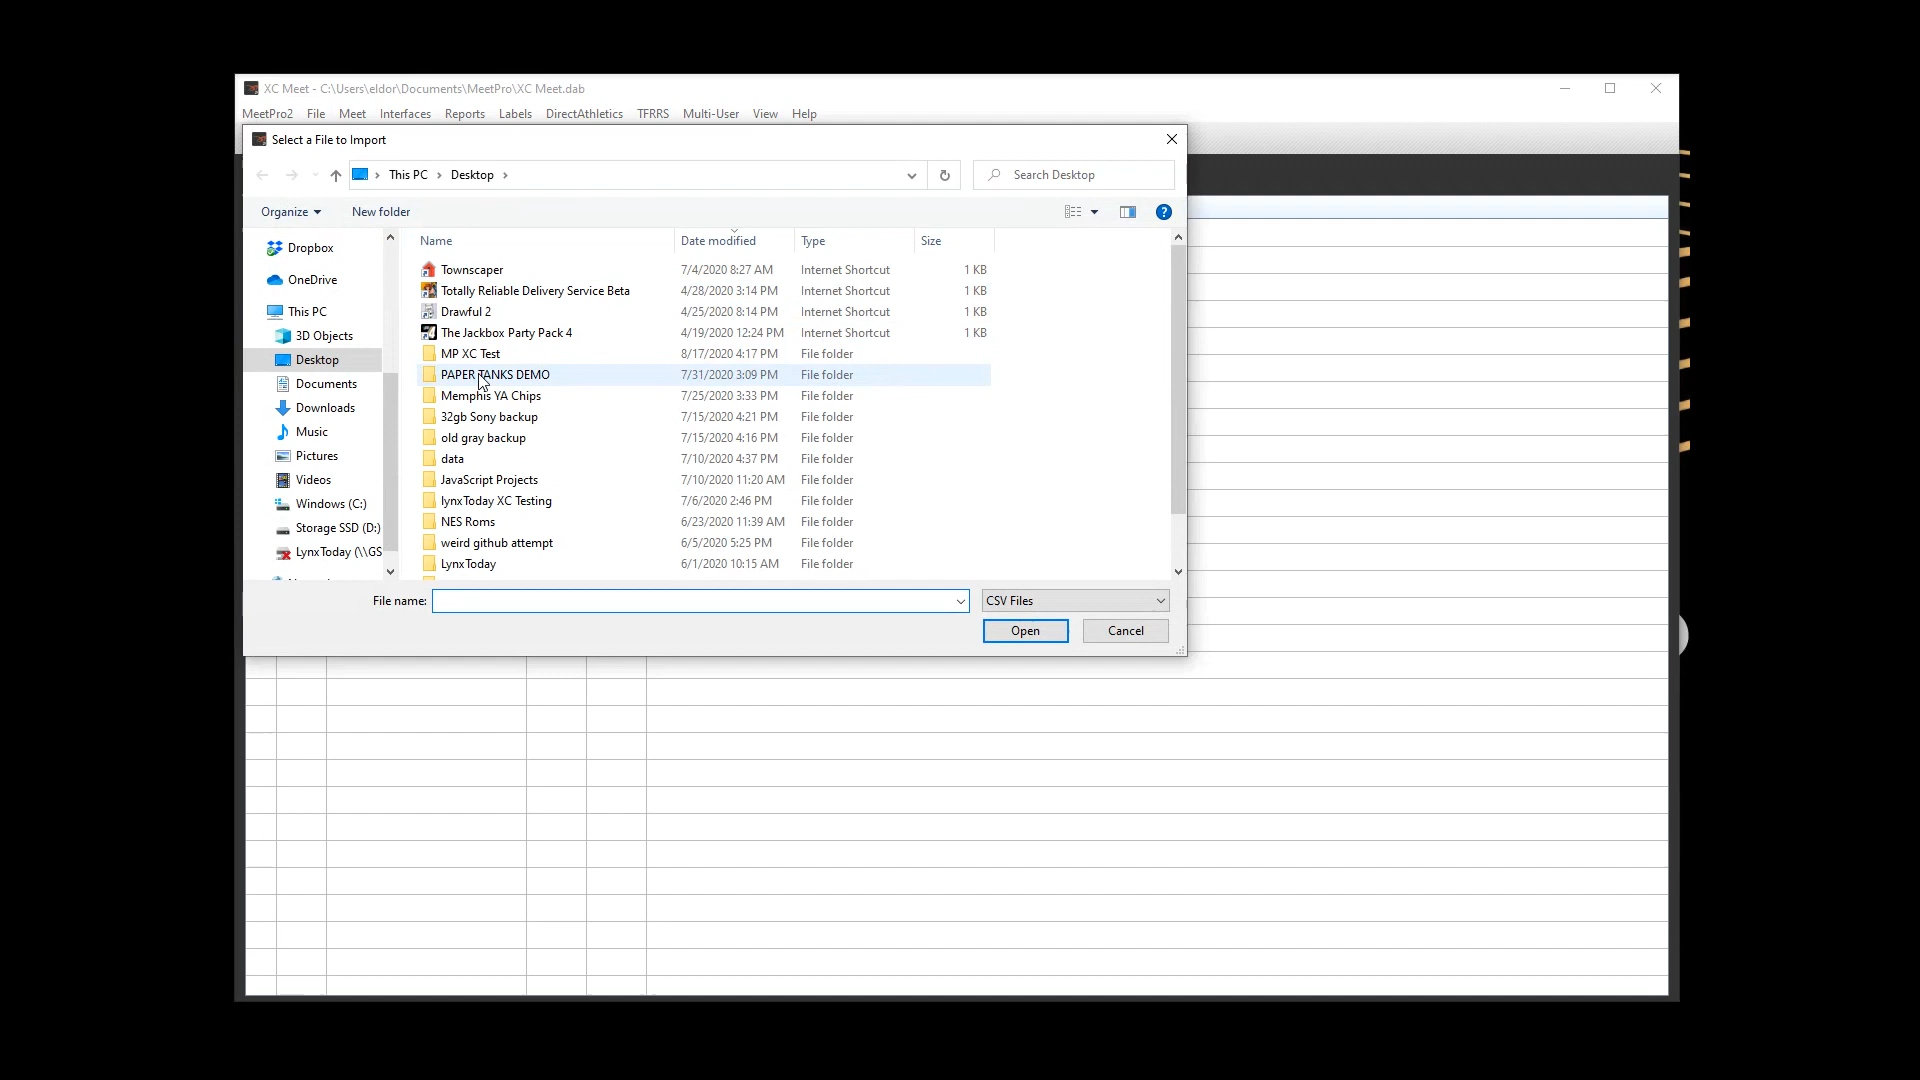 XC Meet - C:\Users\eldor\Documents\MeetPro\XC Meet.dab
MeetPro2 File Meet Interfaces Reports Labels DirectAthletics TFRRS Multi-User View Help
Select a File to Import
This PC > Desktop >
Search Desktop
Organize New folder
Name Date modified Type Size
Dropbox
OneDrive
This PC
3D Objects
Desktop
Documents
Downloads
Music
Pictures
Videos
Windows (C:)
Storage SSD (D:)
LynxToday (\\GS
Townscaper 7/4/2020 8:27 AM Internet Shortcut 1 KB
Totally Reliable Delivery Service Beta 4/28/2020 3:14 PM Internet Shortcut 1 KB
Drawful 2 4/25/2020 8:14 PM Internet Shortcut 1 KB
The Jackbox Party Pack 4 4/19/2020 12:24 PM Internet Shortcut 1 KB
MP XC Test 8/17/2020 4:17 PM File folder
PAPER TANKS DEMO 7/31/2020 3:09 PM File folder
Memphis YA Chips 7/25/2020 3:33 PM File folder
32gb Sony backup 7/15/2020 4:21 PM File folder
old gray backup 7/15/2020 4:16 PM File folder
data 7/10/2020 4:37 PM File folder
JavaScript Projects 7/10/2020 11:20 AM File folder
lynxToday XC Testing 7/6/2020 2:46 PM File folder
NES Roms 6/23/2020 11:39 AM File folder
weird github attempt 6/5/2020 5:25 PM File folder
LynxToday 6/1/2020 10:15 AM File folder
File name: CSV Files
Open Cancel